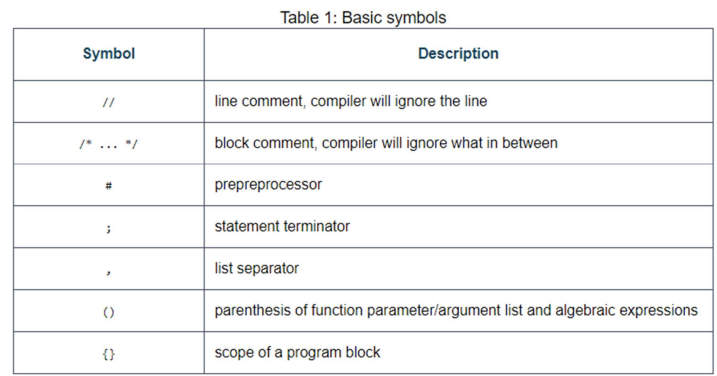 Table 1: Basic symbols
Symbol Description
// line comment, compiler will ignore the line
/* ... */ block comment, compiler will ignore what in between
# prepreprocessor
; statement terminator
, list separator
() parenthesis of function parameter/argument list and algebraic expressions
{} scope of a program block